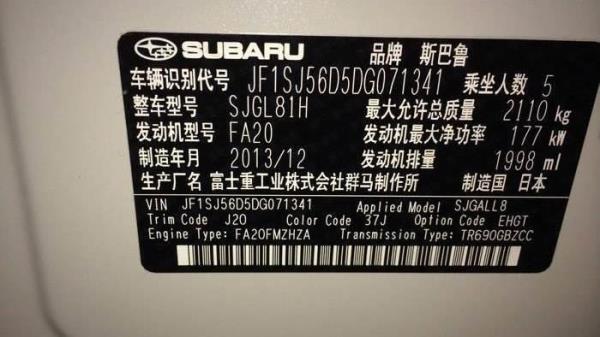 SUBARU 品牌 斯巴鲁
车辆识别代号 JF1SJ56D5DG071341 乘坐人数 5
整车型号 SJGL81H 最大允许总质量 2110 kg
发动机型号 FA20 发动机最大净功率 177 kW
制造年月 2013/12 发动机排量 1998 ml
生产厂名 富士重工业株式会社群马制作所 制造国 日本
VIN JF1SJ56D5DG071341 Applied Model SJGALL8
Trim Code J20 Color Code 37J Option Code EHGT
Engine Type: FA20FMZHZA Transmission Type: TR690GBZCC